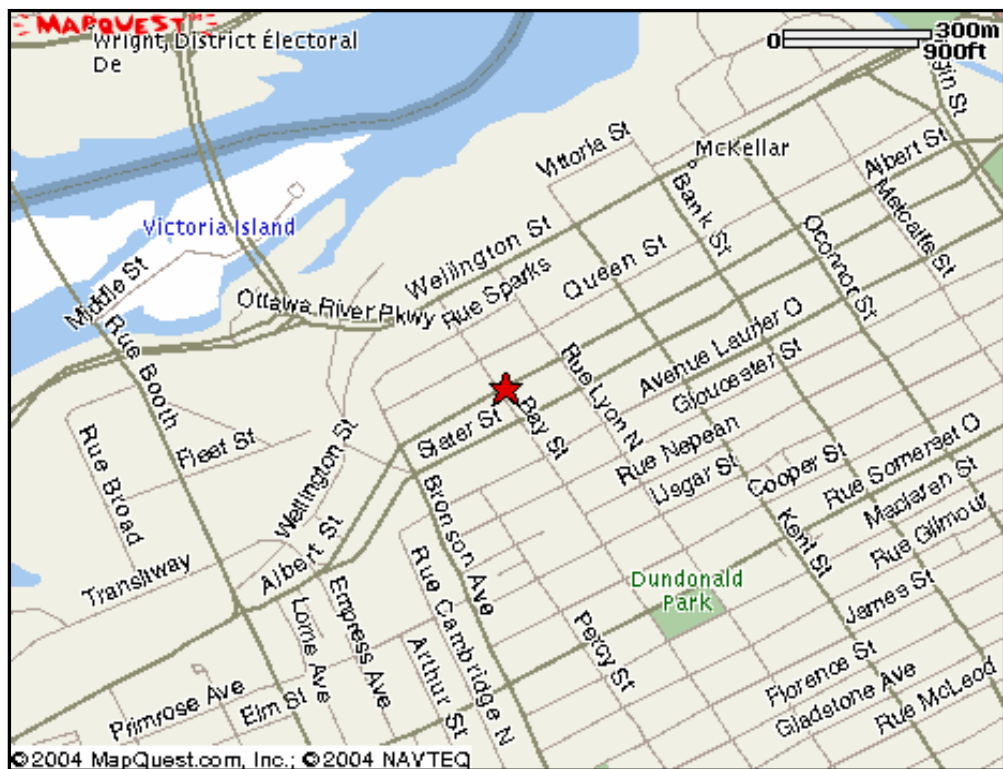 MAPQUEST
Wright, District Électoral
De
0 300m
900ft
Elgin St
Vittoria St
McKellar
Albert St
Metcalfe St
Bank St
Oconnor St
Victoria Island
Middle St
Wellington St
Queen St
Rue Sparks
Ottawa River Pkwy
Rue Booth
Avenue Laurier O
Gloucester St
Rue Lyon N
Bay St
Slater St
Rue Nepean
Lisgar St
Cooper St
Rue Somerset O
Maclaren St
Rue Gilmour
Kent St
James St
Fleet St
Rue Broad
Wellington St
Albert St
Bronson Ave
Transitway
Rue Cambridge N
Empress Ave
Lorne Ave
Arthur St
Dundonald
Park
Percy St
Florence St
Gladstone Ave
Rue McLeod
Primrose Ave
Elm St
©2004 MapQuest.com, Inc.; ©2004 NAVTEQ